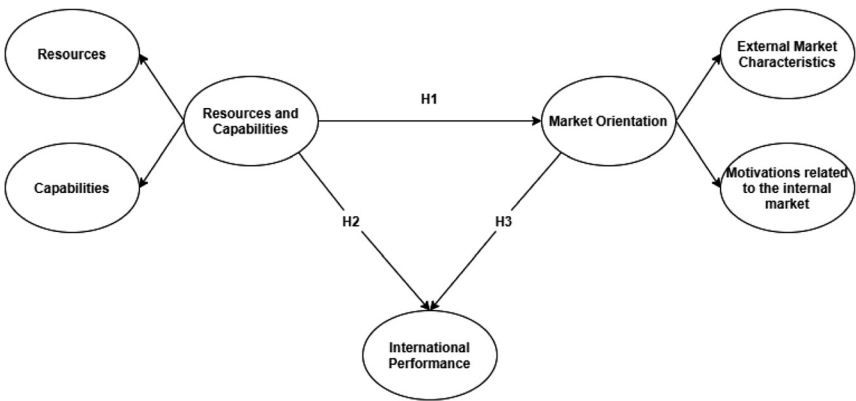 Resources
External Market
Characteristics
Resources and
Capabilities
H1
Market Orientation
Capabilities
Motivations related
to the internal
market
H2
H3
International
Performance